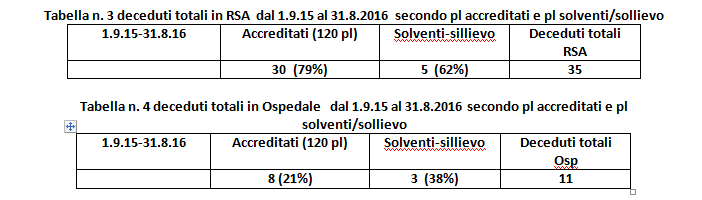 Tabella n. 3 deceduti totali in RSA dal 1.9.15 al 31.8.2016 secondo pl accreditati e pl solventi/sollievo
1.9.15-31.8.16 Accreditati (120 pl) Solventi-sillievo Deceduti totali
RSA
30 (79%) 5 (62%) 35
Tabella n. 4 deceduti totali in Ospedale dal 1.9.15 al 31.8.2016 secondo pl accreditati e pl
solventi/sollievo
1.9.15-31.8.16 Accreditati (120 pl) Solventi-sillievo Deceduti totali
Osp
8 (21%) 3 (38%) 11